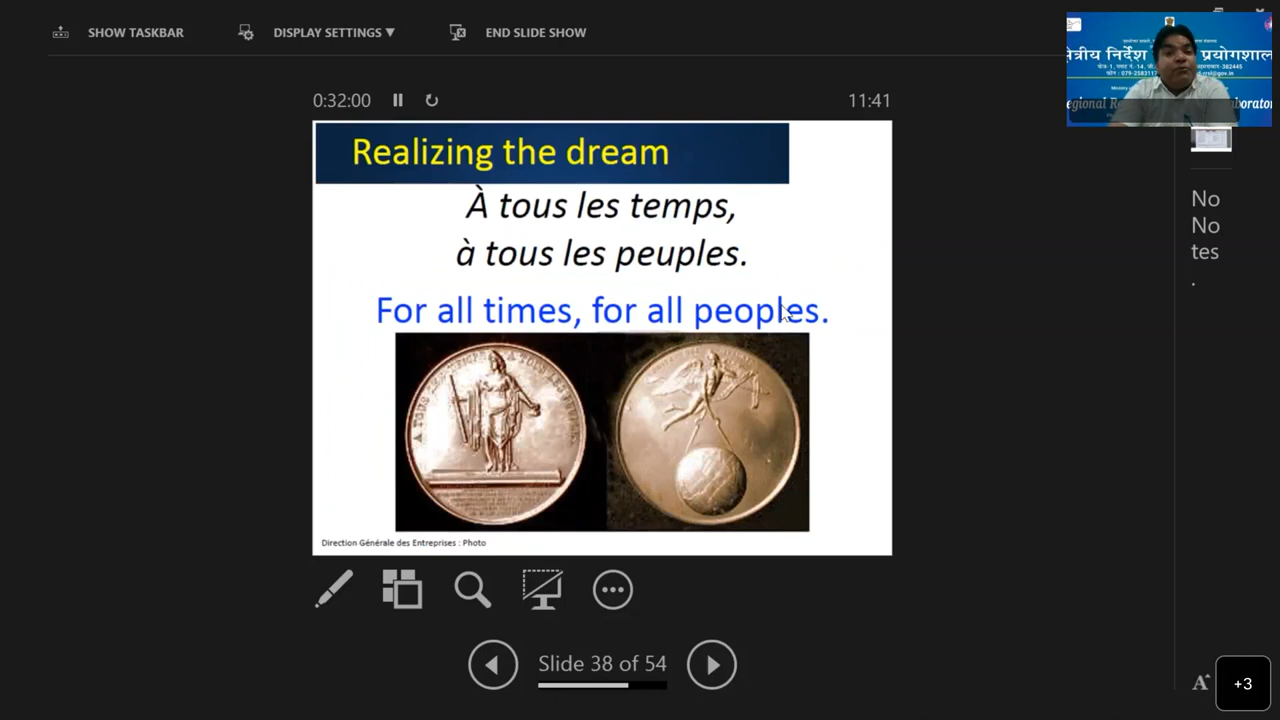 SHOW TASKBAR
DISPLAY SETTINGS ▼
END SLIDE SHOW
0:32:00
11:41
Realizing the dream
À tous les temps,
à tous les peuples.
For all times, for all peoples.
Direction Générale des Entreprises : Photo
Slide 38 of 54
क्षेत्रीय निर्देश
प्रयोगशाल
No
No
tes
.
A
+3